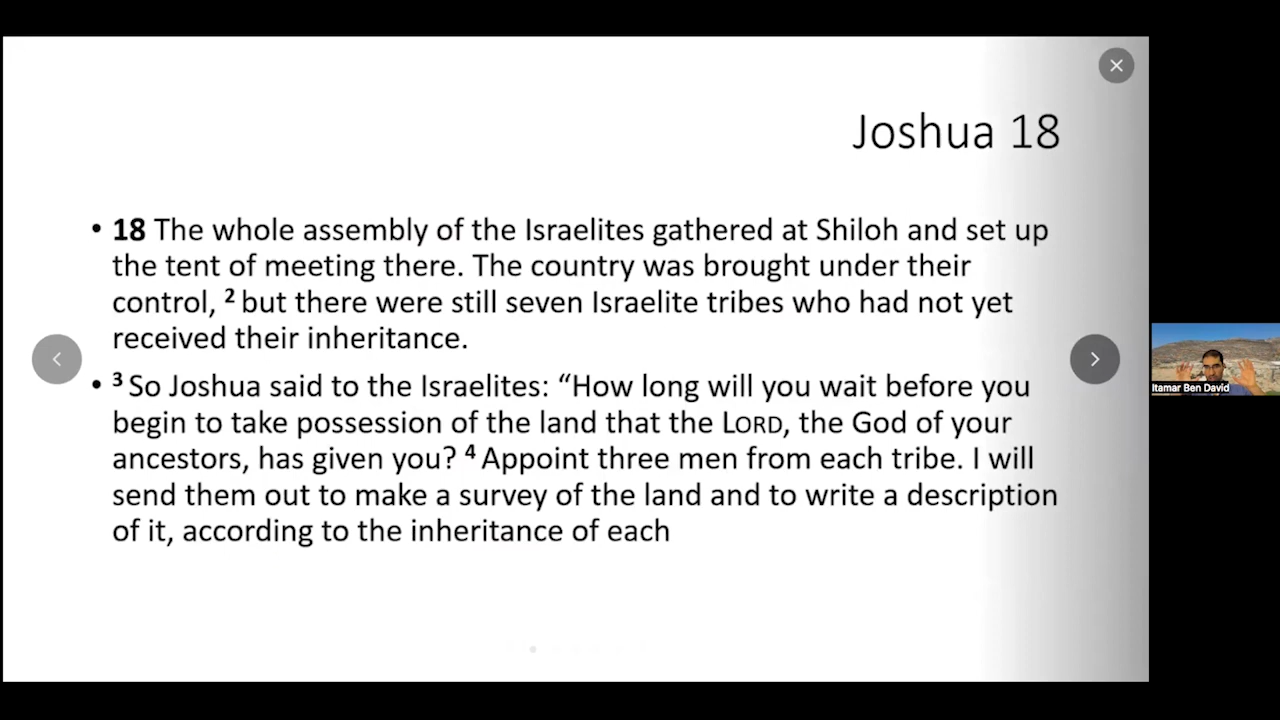 Joshua 18
• 18 The whole assembly of the Israelites gathered at Shiloh and set up
the tent of meeting there. The country was brought under their
control, 2 but there were still seven Israelite tribes who had not yet
received their inheritance.
• 3 So Joshua said to the Israelites: “How long will you wait before you
begin to take possession of the land that the LORD, the God of your
ancestors, has given you? 4 Appoint three men from each tribe. I will
send them out to make a survey of the land and to write a description
of it, according to the inheritance of each
Itamar Ben David